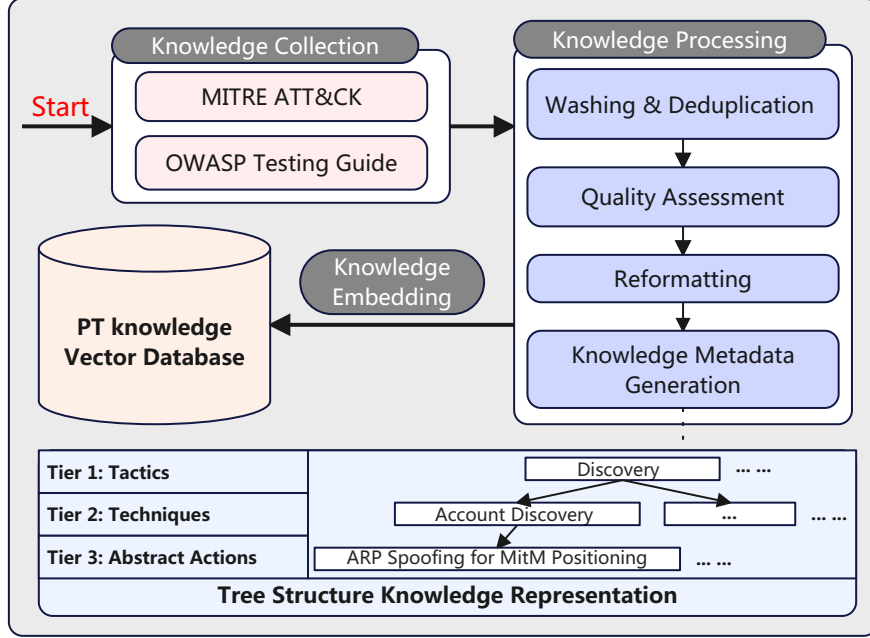 Knowledge Collection
Knowledge Processing
Start
MITRE ATT&CK
OWASP Testing Guide
Washing & Deduplication
Quality Assessment
Reformatting
Knowledge Metadata
Generation
Knowledge
Embedding
PT knowledge
Vector Database
Tier 1: Tactics
Discovery
... ...
Tier 2: Techniques
Account Discovery
...
... ...
Tier 3: Abstract Actions
ARP Spoofing for MitM Positioning
... ...
Tree Structure Knowledge Representation